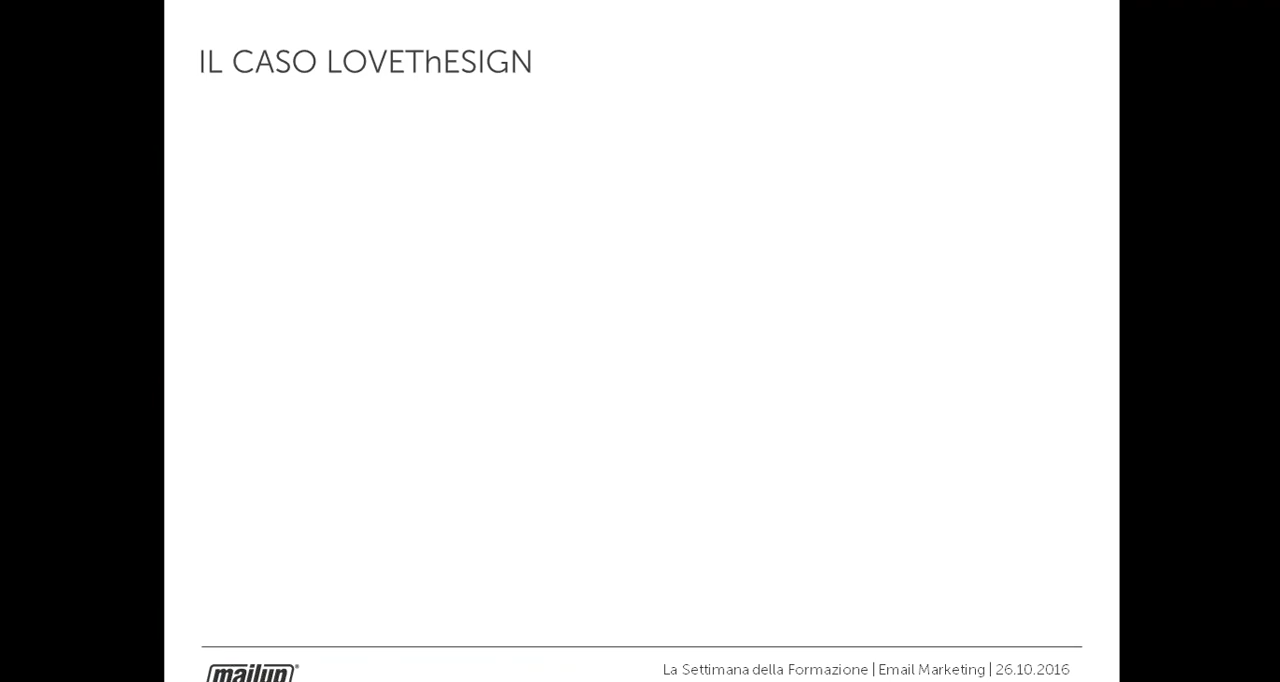 IL CASO LOVEThESIGN
mailup®
La Settimana della Formazione | Email Marketing | 26.10.2016